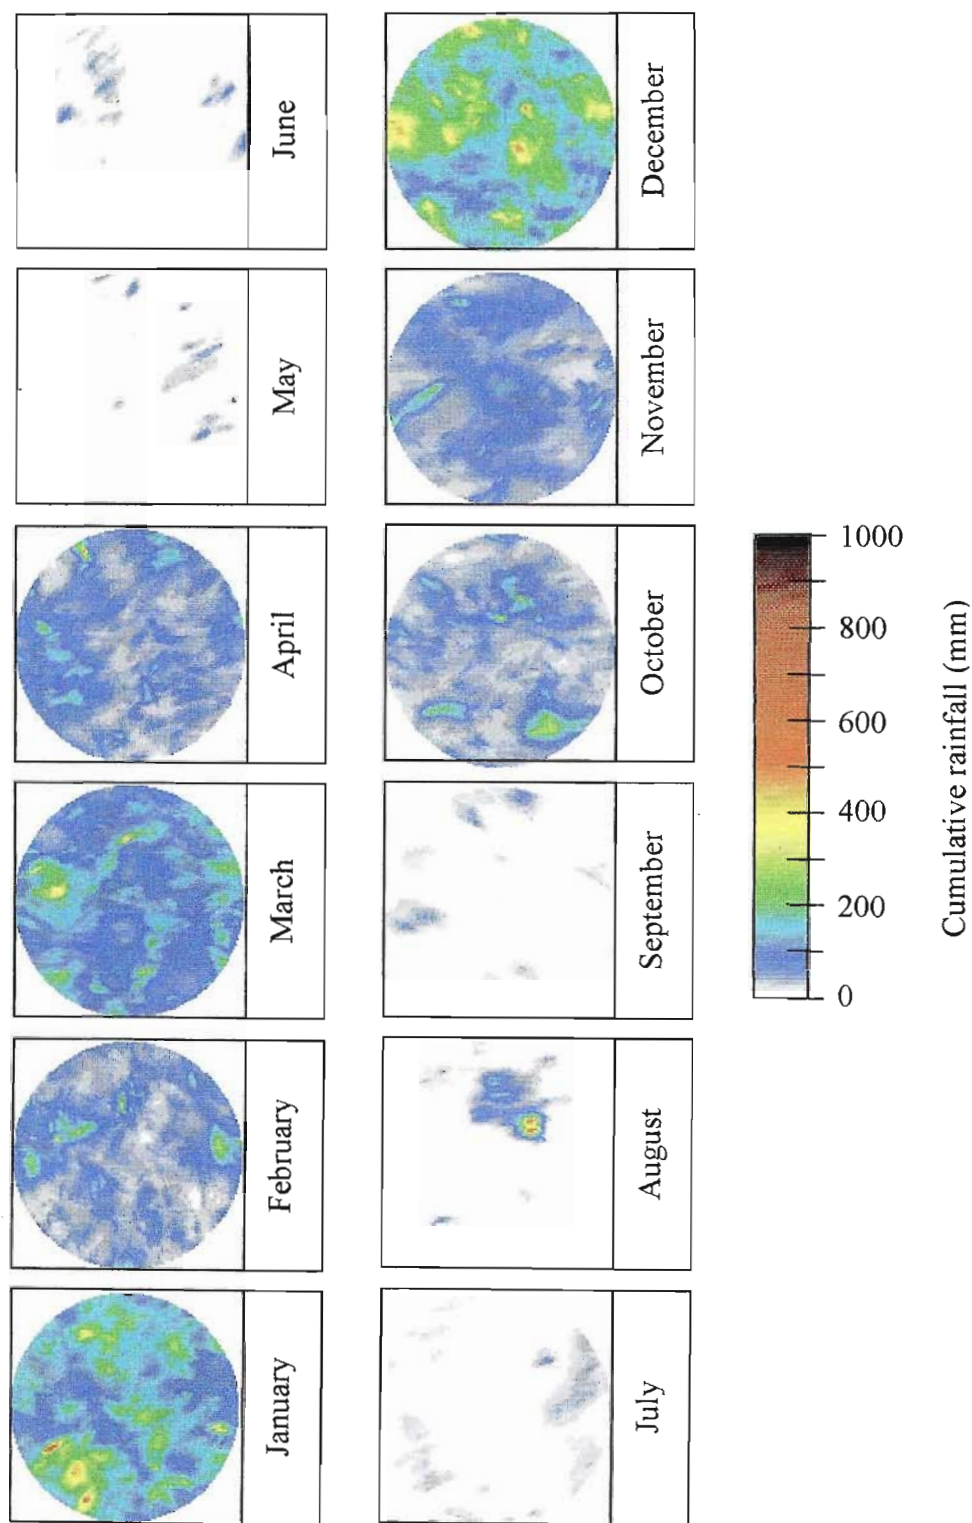 January
February
March
April
May
June
July
August
September
October
November
December
0
200
400
600
800
1000
Cumulative rainfall (mm)